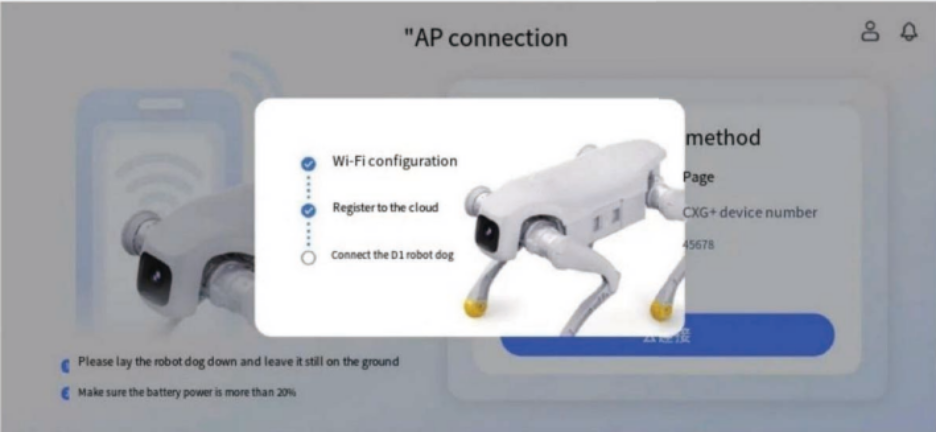 "AP connection
Wi-Fi configuration
Register to the cloud
Connect the D1 robot dog
method
Page
CXG+ device number
45678
Please lay the robot dog down and leave it still on the ground
Make sure the battery power is more than 20%